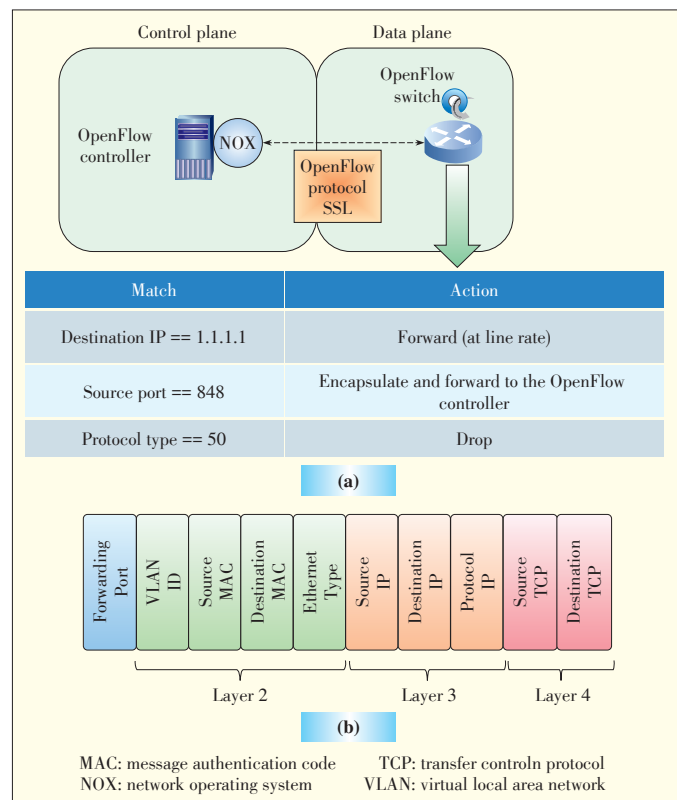 Control plane
Data plane
OpenFlow
controller
NOX
OpenFlow
switch
OpenFlow
protocol
SSL
Match
Action
Destination IP == 1.1.1.1
Forward (at line rate)
Source port == 848
Encapsulate and forward to the OpenFlow
controller
Protocol type == 50
Drop
(a)
Forwarding
Port
VLAN
ID
Source
MAC
Destination
MAC
Ethernet
Type
Source
IP
Destination
IP
Protocol
IP
Source
TCP
Destination
TCP
Layer 2
Layer 3
Layer 4
(b)
MAC: message authentication code
TCP: transfer controln protocol
NOX: network operating system
VLAN: virtual local area network